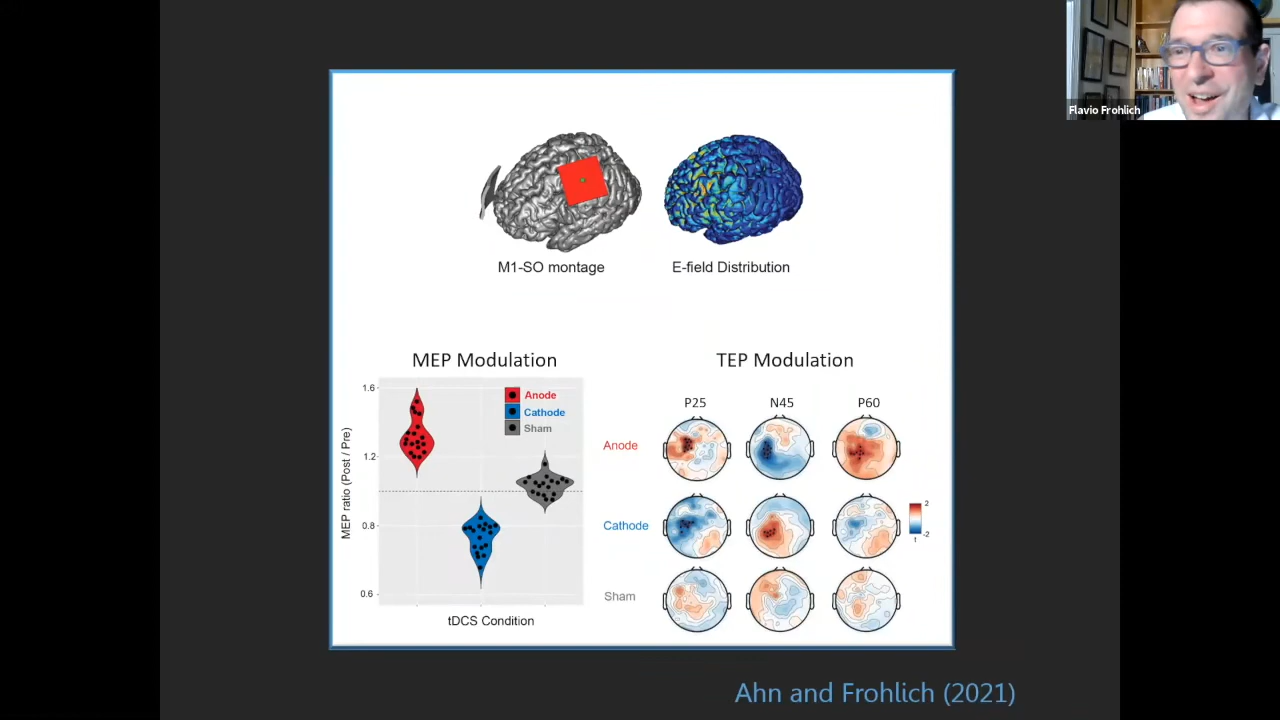 Flavio Frohlich
M1-SO montage
E-field Distribution
MEP Modulation
1.6
1.2
0.8
0.6
MEP ratio (Post / Pre)
Anode
Cathode
Sham
tDCS Condition
TEP Modulation
P25 N45 P60
Anode
Cathode
Sham
2
-2
t
Ahn and Frohlich (2021)